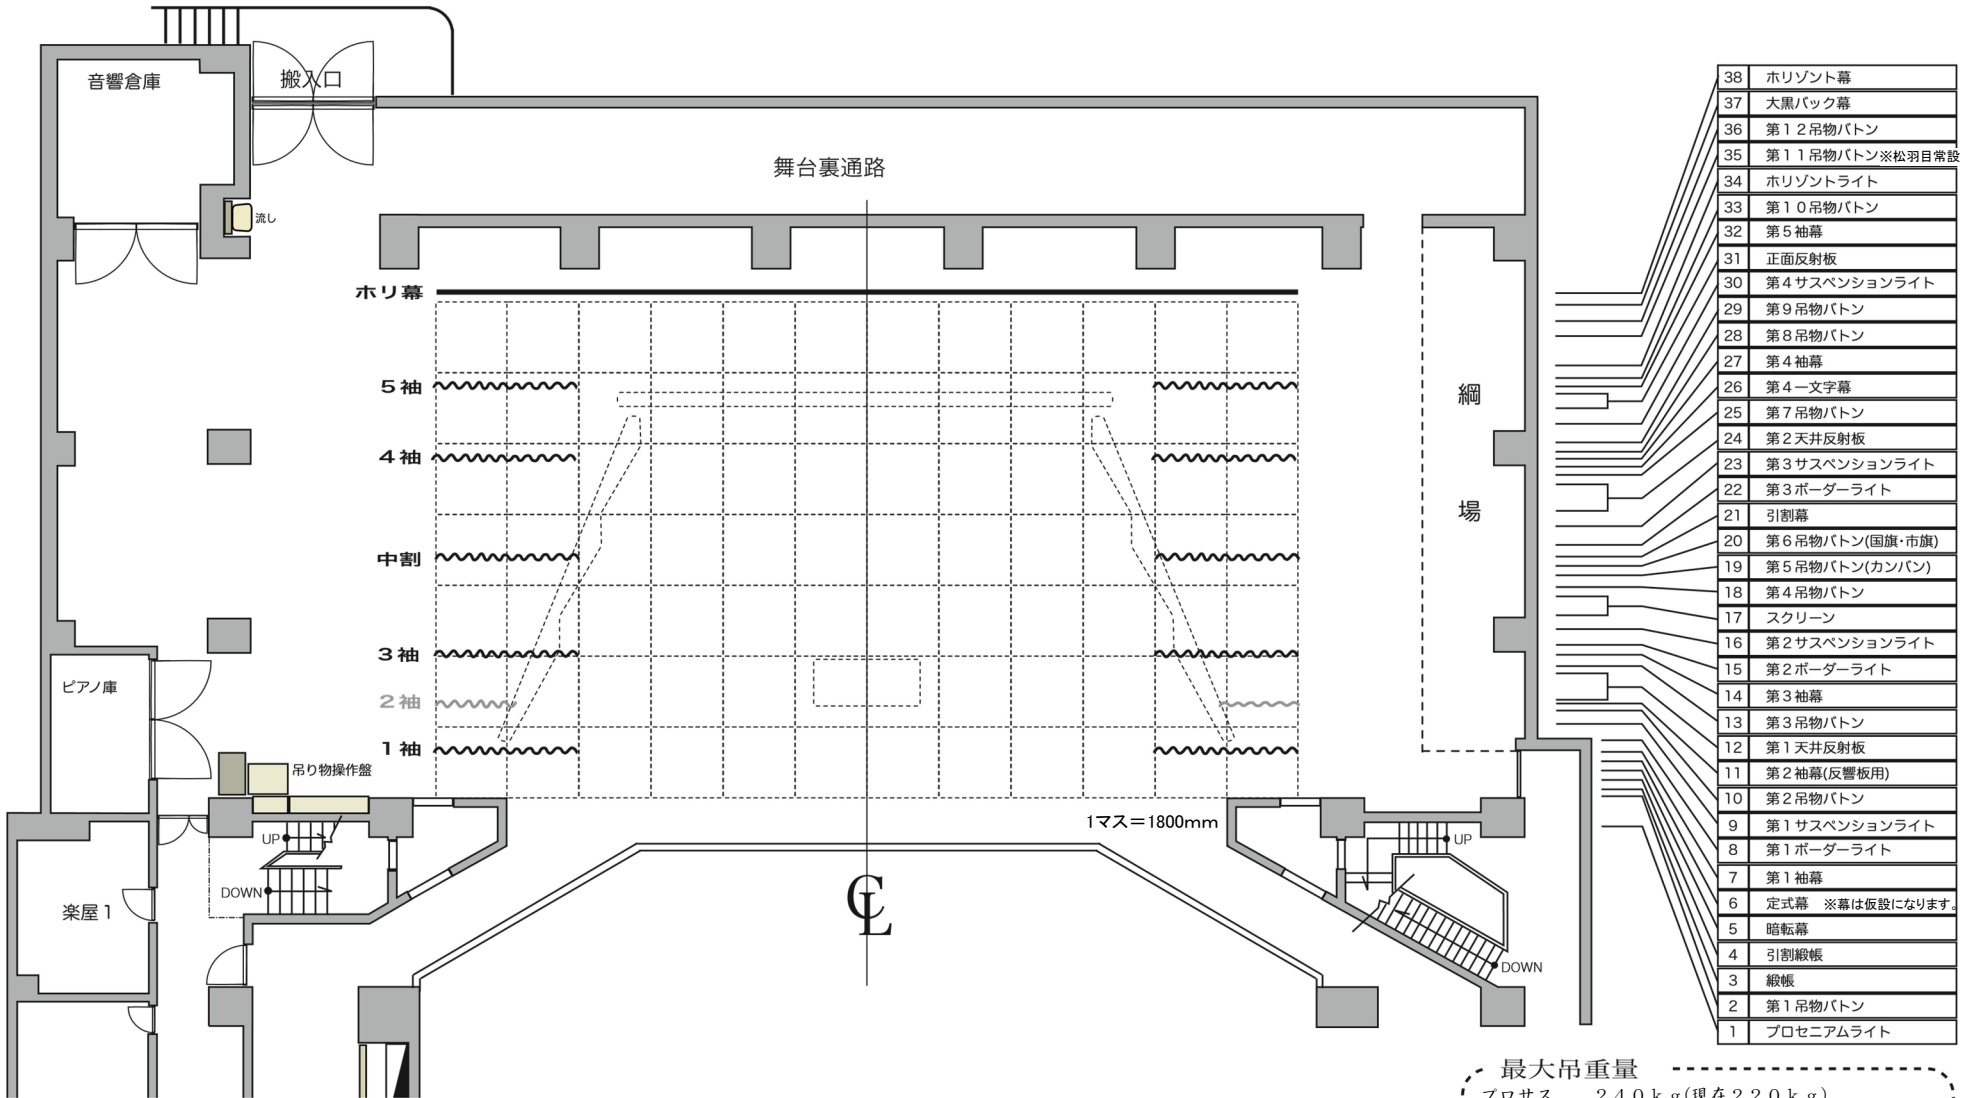 音響倉庫
搬入口
舞台裏通路
流し
ホリ幕
5袖
4袖
中割
3袖
2袖
1袖
綱
場
ピアノ庫
吊り物操作盤
UP
DOWN
楽屋1
1マス=1800mm
CL
UP
DOWN
38 ホリゾント幕
37 大黒バック幕
36 第12吊物バトン
35 第11吊物バトン※松羽目常設
34 ホリゾントライト
33 第10吊物バトン
32 第5袖幕
31 正面反射板
30 第4サスペンションライト
29 第9吊物バトン
28 第8吊物バトン
27 第4袖幕
26 第4一文字幕
25 第7吊物バトン
24 第2天井反射板
23 第3サスペンションライト
22 第3ボーダーライト
21 引割幕
20 第6吊物バトン(国旗・市旗)
19 第5吊物バトン(カンバン)
18 第4吊物バトン
17 スクリーン
16 第2サスペンションライト
15 第2ボーダーライト
14 第3袖幕
13 第3吊物バトン
12 第1天井反射板
11 第2袖幕(反響板用)
10 第2吊物バトン
9 第1サスペンションライト
8 第1ボーダーライト
7 第1袖幕
6 定式幕 ※幕は仮設になります。
5 暗転幕
4 引割緞帳
3 緞帳
2 第1吊物バトン
1 プロセニアムライト
最大吊重量
プロサス 240kg(現在220kg)